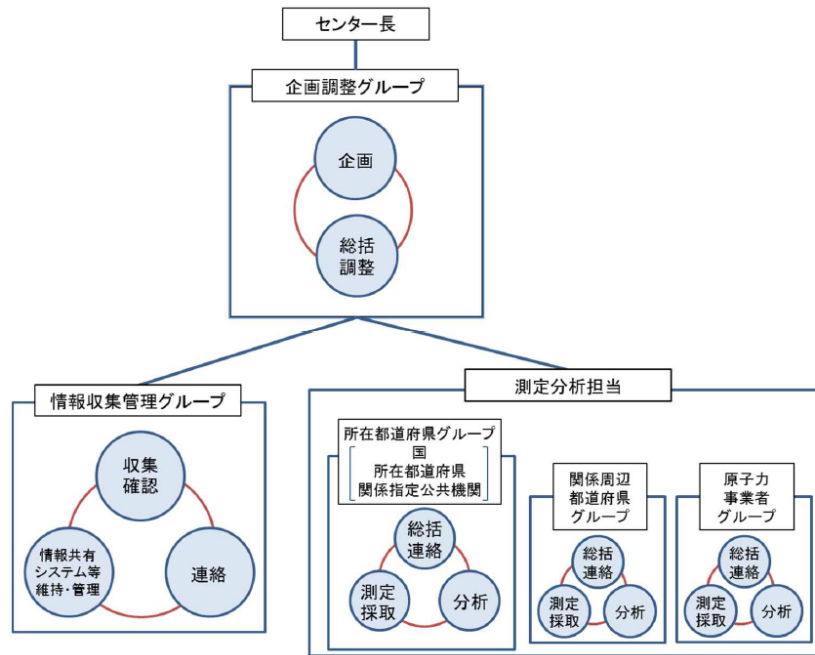 センター長
企画調整グループ
企画
総括
調整
情報収集管理グループ
収集
確認
情報共有
システム等
維持・管理
連絡
測定分析担当
所在都道府県グループ
国
所在都道府県
関係指定公共機関
総括
連絡
測定
採取
分析
関係周辺
都道府県
グループ
総括
連絡
測定
採取
分析
原子力
事業者
グループ
総括
連絡
測定
採取
分析